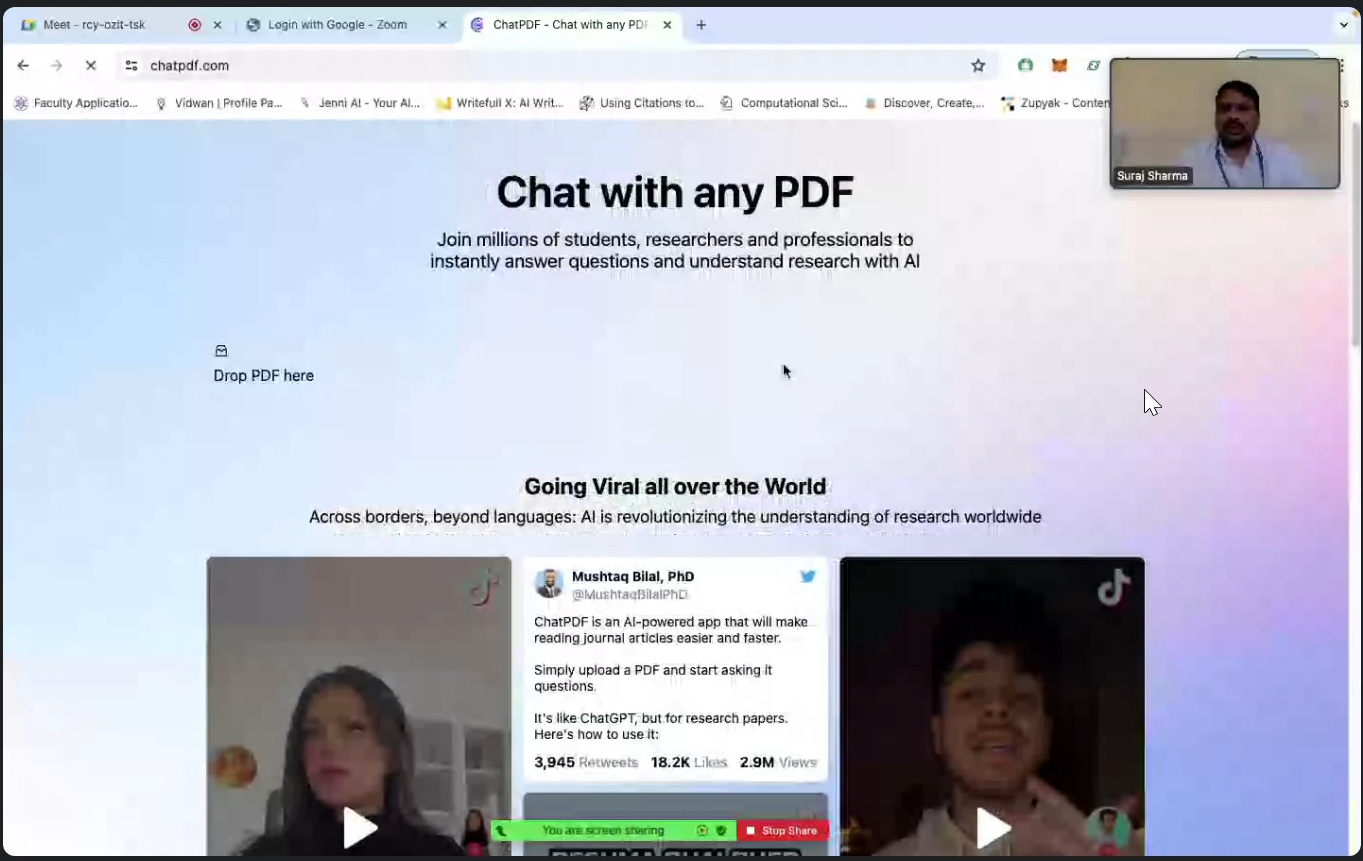 Meet - rcy-ozit-tsk
Login with Google - Zoom
ChatPDF - Chat with any PDF
chatpdf.com
Faculty Applicatio...
Vidwan | Profile Pa...
Jenni AI - Your AI...
Writefull X: AI Writ...
Using Citations to...
Computational Sci...
Discover, Create,...
Zupyak - Conten
ks
Suraj Sharma
Chat with any PDF
Join millions of students, researchers and professionals to
instantly answer questions and understand research with AI
Drop PDF here
Going Viral all over the World
Across borders, beyond languages: AI is revolutionizing the understanding of research worldwide
Mushtaq Bilal, PhD
@MushtaqBilalPhD
ChatPDF is an AI-powered app that will make
reading journal articles easier and faster.
Simply upload a PDF and start asking it
questions.
It's like ChatGPT, but for research papers.
Here's how to use it:
3,945 Retweets 18.2K Likes 2.9M Views
You are screen sharing
Stop Share